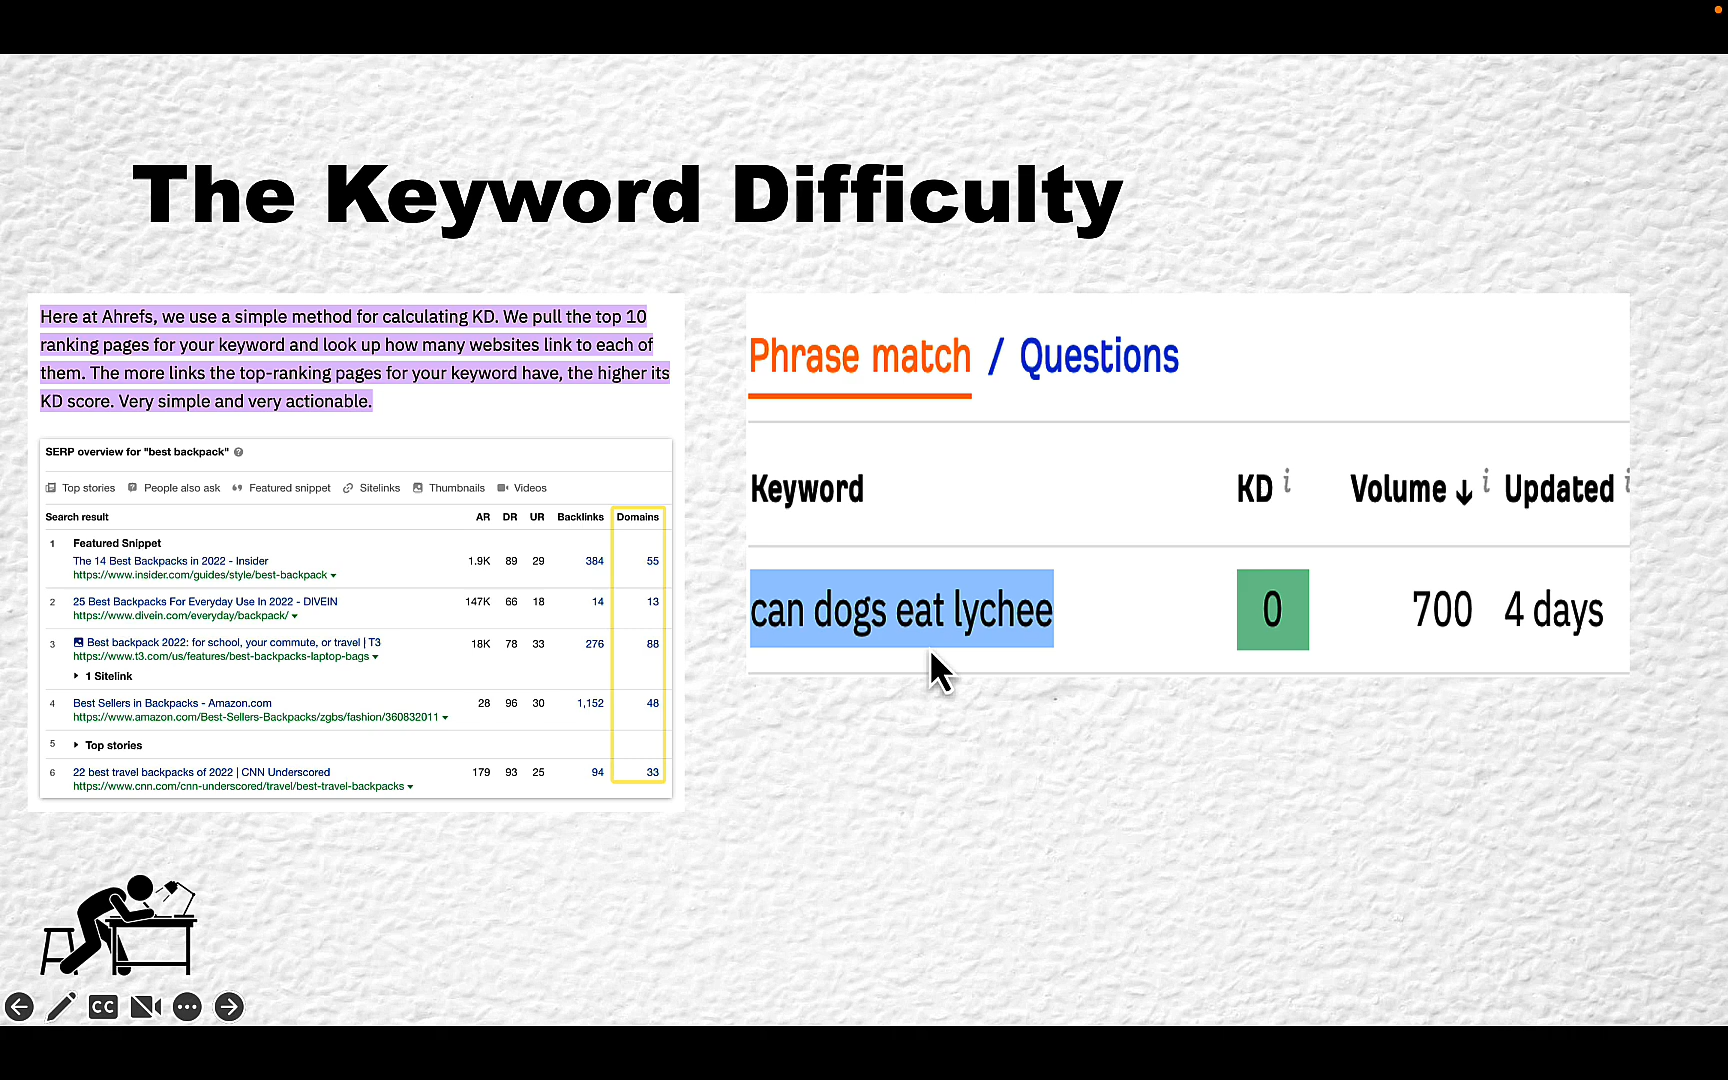 The Keyword Difficulty
Here at Ahrefs, we use a simple method for calculating KD. We pull the top 10
ranking pages for your keyword and look up how many websites link to each of
them. The more links the top-ranking pages for your keyword have, the higher its
KD score. Very simple and very actionable.
SERP overview for "best backpack" ?
Top stories People also ask Featured snippet Sitelinks Thumbnails Videos
Search result AR DR UR Backlinks Domains
1 Featured Snippet
The 14 Best Backpacks in 2022 - Insider 1.9K 89 29 384 55
https://www.insider.com/guides/style/best-backpack
2 25 Best Backpacks For Everyday Use In 2022 - DIVEIN 147K 66 18 14 13
https://www.divein.com/everyday/backpack/
3 Best backpack 2022: for school, your commute, or travel | T3 18K 78 33 276 88
https://www.t3.com/us/features/best-backpacks-laptop-bags
1 Sitelink
4 Best Sellers in Backpacks - Amazon.com 28 96 30 1,152 48
https://www.amazon.com/Best-Sellers-Backpacks/zgbs/fashion/360832011
5 Top stories
6 22 best travel backpacks of 2022 | CNN Underscored 179 93 25 94 33
https://www.cnn.com/cnn-underscored/travel/best-travel-backpacks
Phrase match / Questions
Keyword KD i Volume ↓ i Updated i
can dogs eat lychee 0 700 4 days
CC